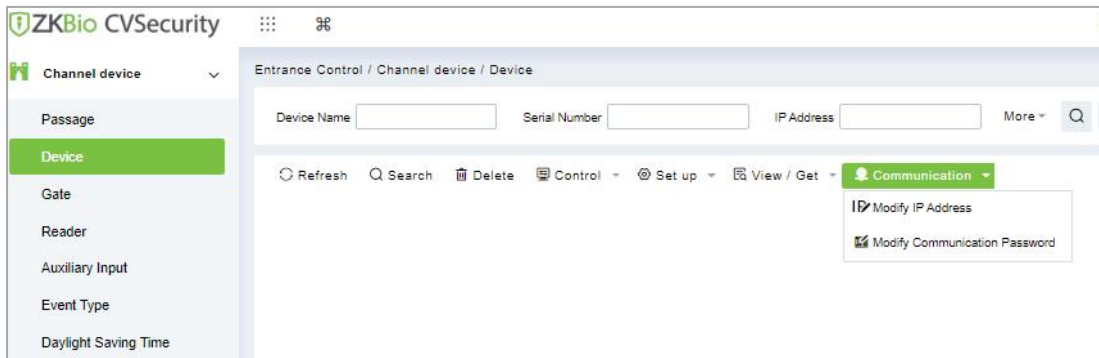 ZKBio CVSecurity
Channel device
Passage
Device
Gate
Reader
Auxiliary Input
Event Type
Daylight Saving Time
Entrance Control / Channel device / Device
Device Name Serial Number IP Address More
Refresh Search Delete Control Set up View / Get Communication
Modify IP Address
Modify Communication Password